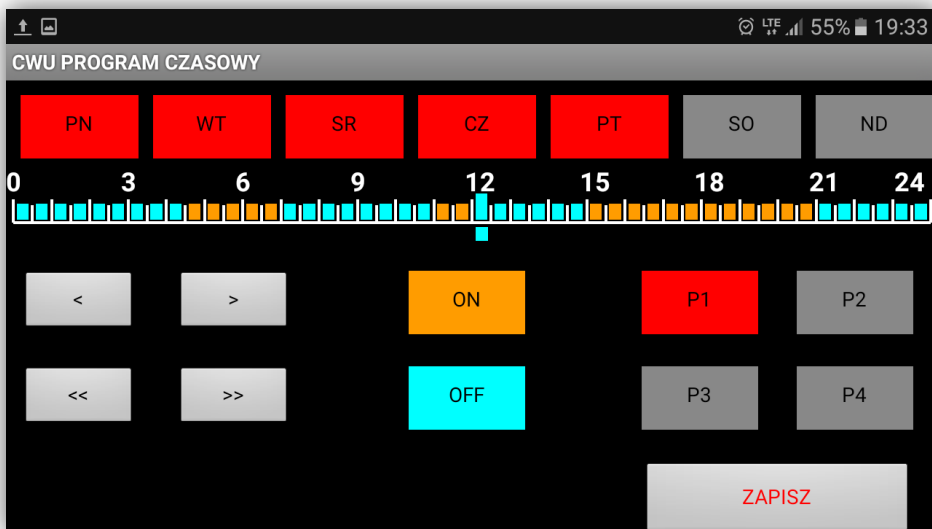 LTE 55% 19:33
CWU PROGRAM CZASOWY
PN WT SR CZ PT SO ND
0 3 6 9 12 15 18 21 24
< > ON P1 P2
<< >> OFF P3 P4
ZAPISZ